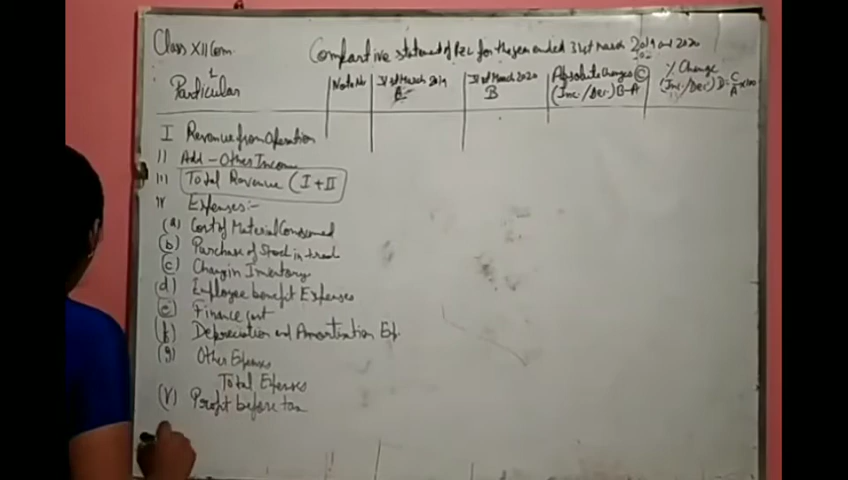 Class XII Com
Comparative statement of P&L for the year ended 31st March 2019 and 2020
Particular
Note No
31st March 2019
A
31st March 2020
B
Absolute Changes (C)
(Inc./Dec.) B-A
% Change
(Inc./Dec) D= C/A x100
I Revenue from Operation
II Add - Other Income
III Total Revenue (I+II
IV Expenses:-
(a) Cost of Material Consumed
(b) Purchase of Stock in trade
(c) Change in Inventory
(d) Employee benefit Expenses
(e) Finance cost
(f) Depreciation and Amortization Exp.
(g) Other Expenses
Total Expenses
(V) Profit before tax